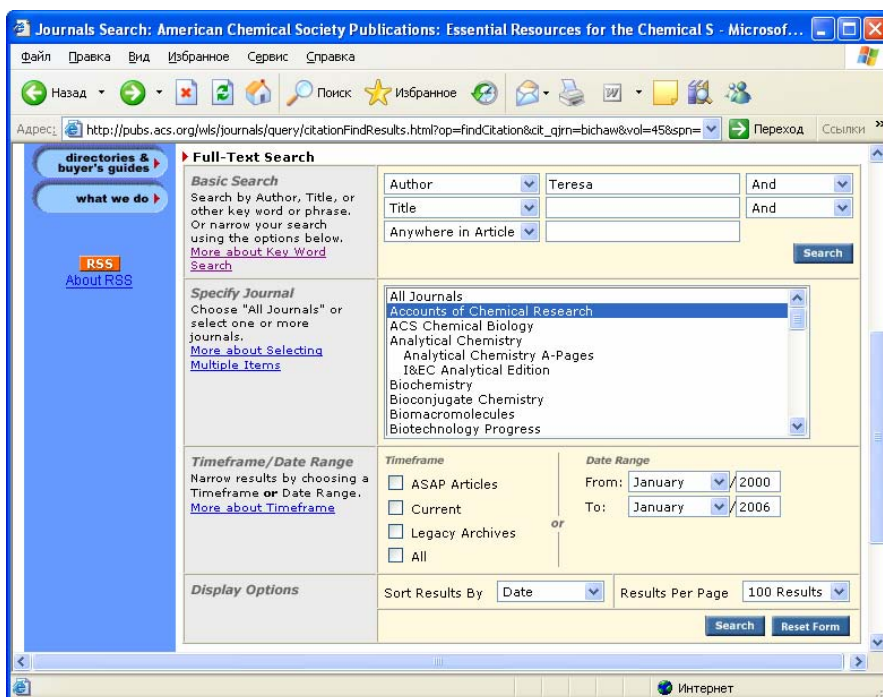 Journals Search: American Chemical Society Publications: Essential Resources for the Chemical S - Microsof...
Файл Правка Вид Избранное Сервис Справка
Назад Поиск Избранное
Адрес: http://pubs.acs.org/wls/journals/query/citationFindResults.html?op=findCitation&cit_qjrn=bichaw&vol=45&spn= Переход Ссылки »
directories &
buyer's guides
what we do
RSS
About RSS
Full-Text Search
Basic Search
Search by Author, Title, or
other key word or phrase.
Or narrow your search
using the options below.
More about Key Word
Search
Author Teresa And
Title And
Anywhere in Article
Search
Specify Journal
Choose "All Journals" or
select one or more
journals.
More about Selecting
Multiple Items
All Journals
Accounts of Chemical Research
ACS Chemical Biology
Analytical Chemistry
Analytical Chemistry A-Pages
I&EC Analytical Edition
Biochemistry
Bioconjugate Chemistry
Biomacromolecules
Biotechnology Progress
Timeframe/Date Range
Narrow results by choosing a
Timeframe or Date Range.
More about Timeframe
Timeframe
ASAP Articles
Current
Legacy Archives
All
or
Date Range
From: January / 2000
To: January / 2006
Display Options
Sort Results By Date Results Per Page 100 Results
Search Reset Form
Интернет